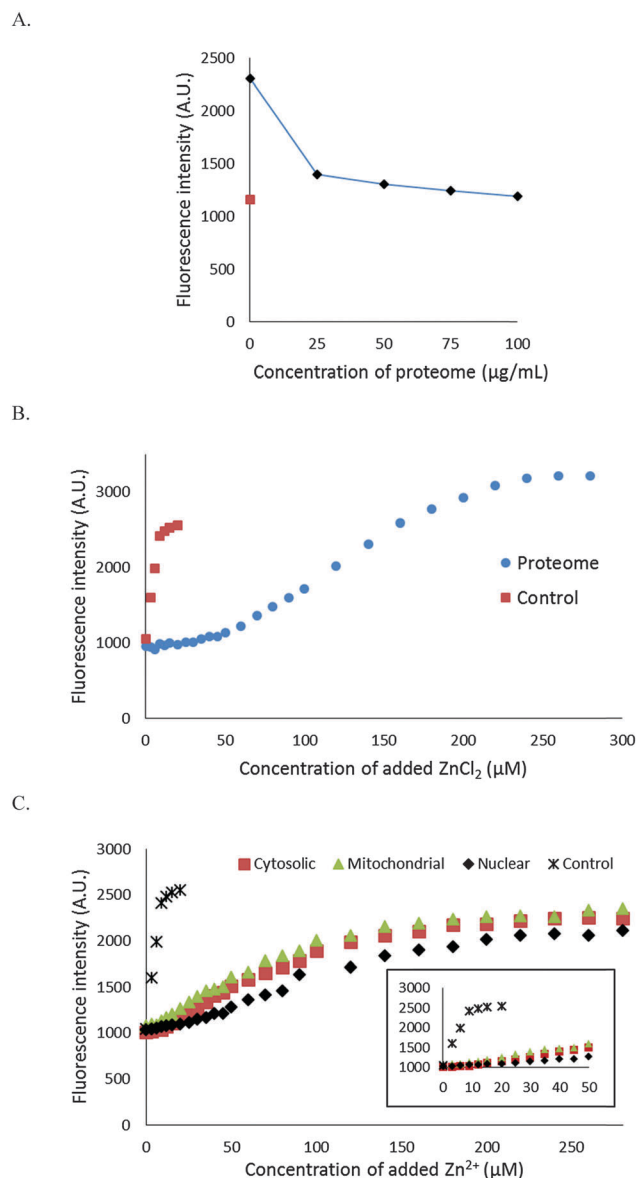 A.
2500
2000
1500
1000
500
0
Fluorescence intensity (A.U.)
0 25 50 75 100
Concentration of proteome (µg/mL)
B.
3000
2000
1000
0
Fluorescence intensity (A.U.)
Proteome
Control
0 50 100 150 200 250 300
Concentration of added ZnCl₂ (µM)
C.
3000
2500
2000
1500
1000
500
0
Fluorescence intensity (A.U.)
Cytosolic Mitochondrial Nuclear Control
3000
2500
2000
1500
1000
0 10 20 30 40 50
0 50 100 150 200 250
Concentration of added Zn²⁺ (µM)